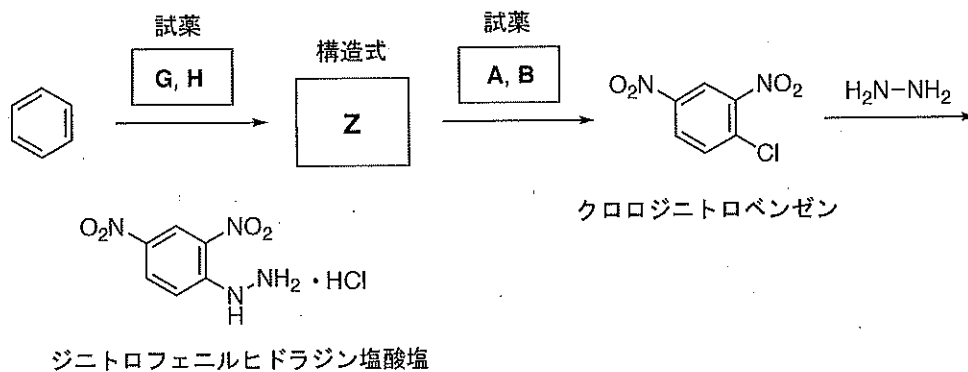 試薬
G, H
構造式
Z
試薬
A, B
O₂N
NO₂
Cl
クロロジニトロベンゼン
H₂N−NH₂
O₂N
NO₂
N
H
NH₂ ・HCl
ジニトロフェニルヒドラジン塩酸塩